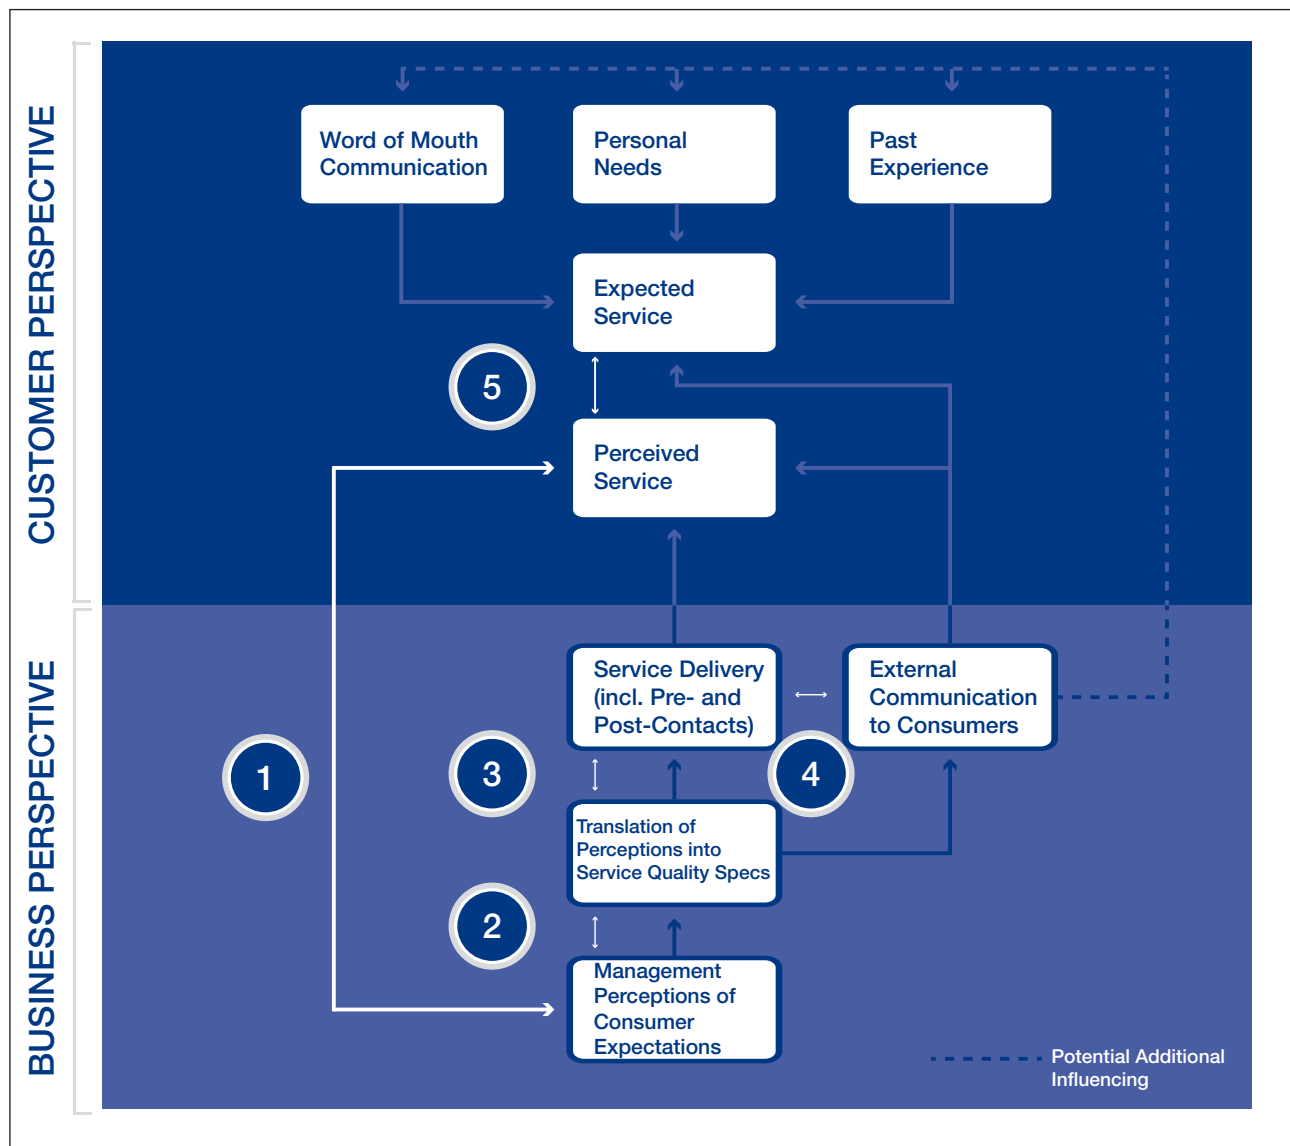 CUSTOMER PERSPECTIVE
Word of Mouth
Communication
Personal
Needs
Past
Experience
Expected
Service
5
Perceived
Service
BUSINESS PERSPECTIVE
Service Delivery
(incl. Pre- and
Post-Contacts)
External
Communication
to Consumers
1
3
4
Translation of
Perceptions into
Service Quality Specs
2
Management
Perceptions of
Consumer
Expectations
Potential Additional
Influencing